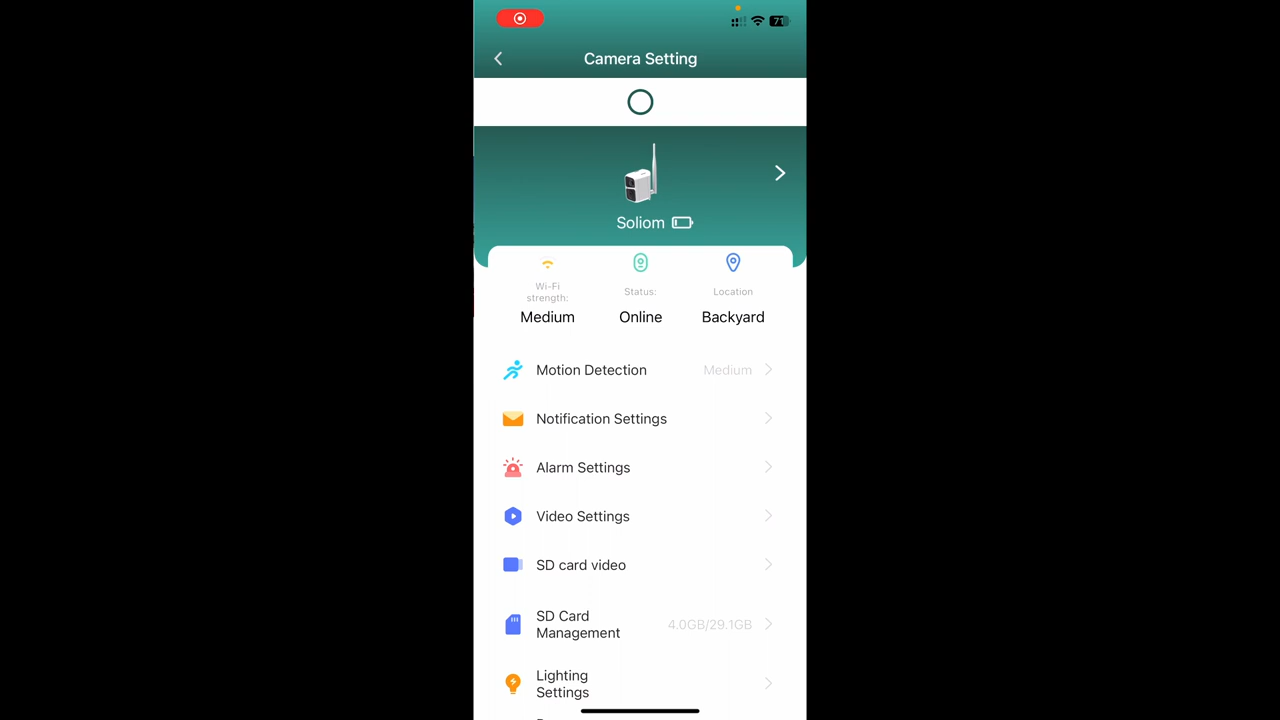 71
Camera Setting
Soliom
Wi-Fi
strength:
Medium
Status:
Online
Location
Backyard
Motion Detection
Medium
Notification Settings
Alarm Settings
Video Settings
SD card video
SD Card
Management
4.0GB/29.1GB
Lighting
Settings